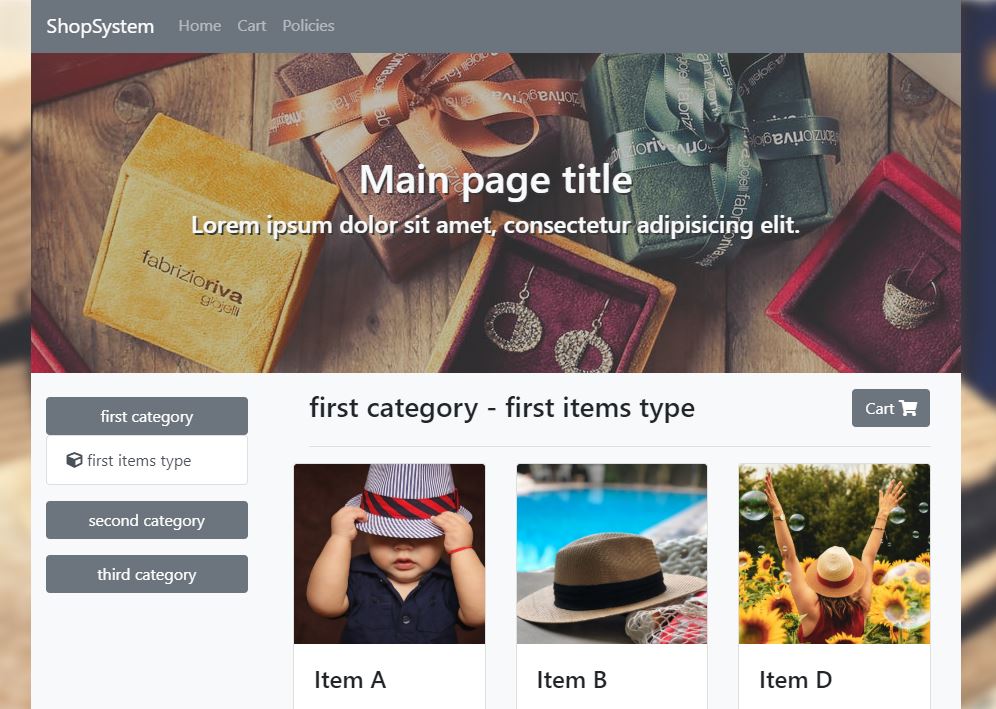 ShopSystem Home Cart Policies
Main page title
Lorem ipsum dolor sit amet, consectetur adipisicing elit.
fabrizioriva
gioielli
first category
first items type
second category
third category
first category - first items type
Cart
Item A
Item B
Item D